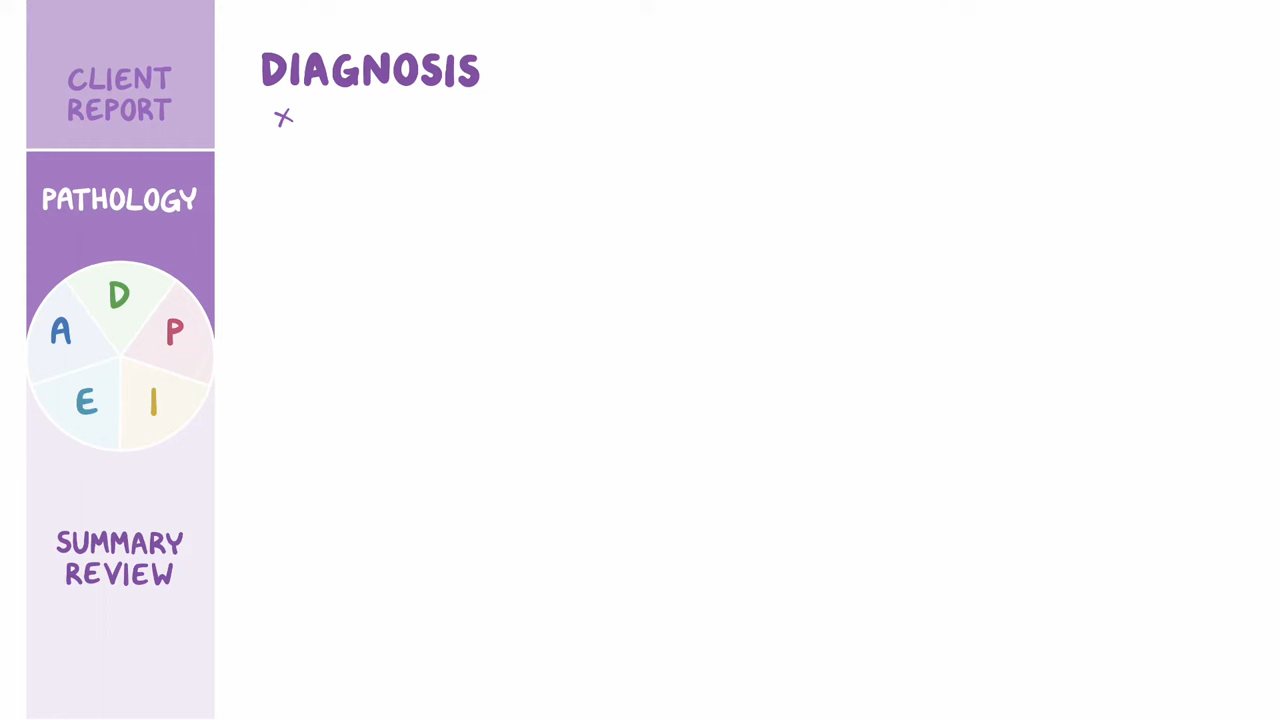 CLIENT
REPORT
PATHOLOGY
D
A
P
E
I
SUMMARY
REVIEW
DIAGNOSIS
×